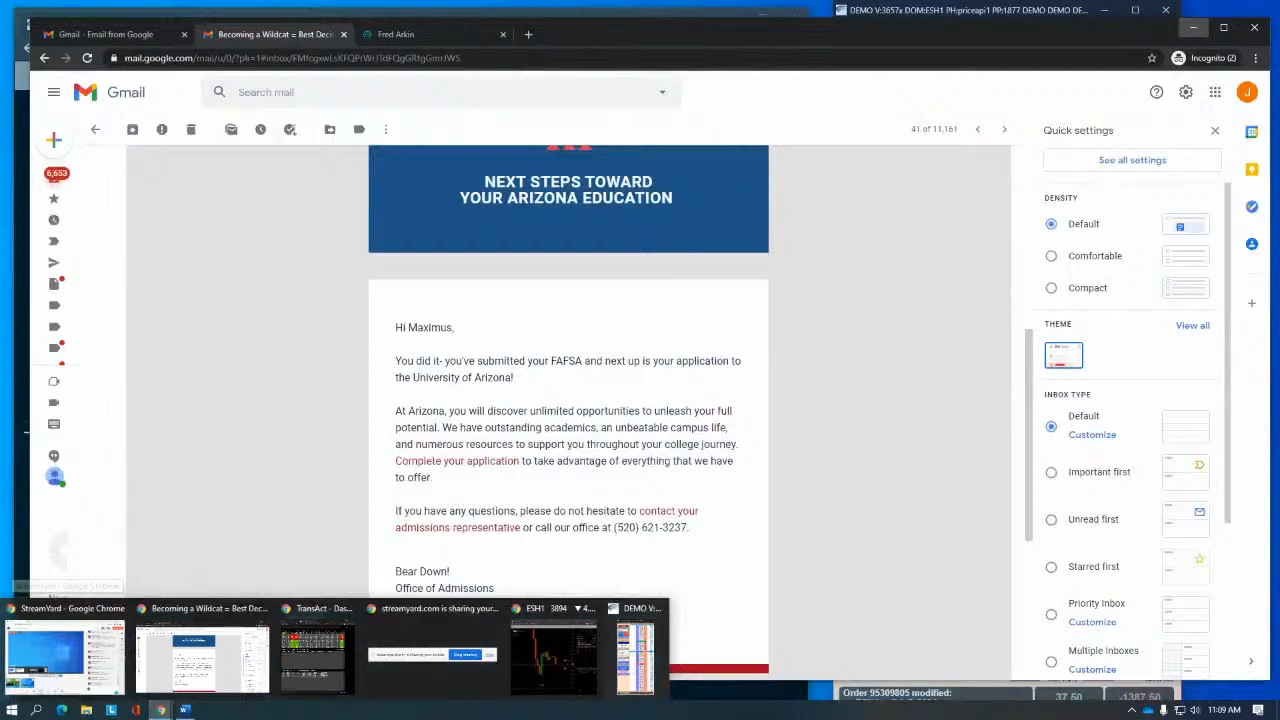 DEMO V:3657x DOM:ESH1 PH:priceapi1 PP:1877 DEMO DEMO DE...
Gmail - Email from Google
Becoming a Wildcat = Best Deci
Fred Arkin
Incognito (2)
Gmail
Search mail
J
41 of 11,161
Quick settings
See all settings
6,653
DENSITY
Default
Comfortable
Compact
THEME
View all
INBOX TYPE
Default
Customize
Important first
Unread first
Starred first
Priority Inbox
Customize
Multiple Inboxes
Customize
NEXT STEPS TOWARD
YOUR ARIZONA EDUCATION
Hi Maximus,
You did it- you've submitted your FAFSA and next up is your application to
the University of Arizona!
At Arizona, you will discover unlimited opportunities to unleash your full
potential. We have outstanding academics, an unbeatable campus life,
and numerous resources to support you throughout your college journey.
Complete your application to take advantage of everything that we have
to offer.
If you have any questions, please do not hesitate to contact your
admissions representative or call our office at (520)-621-3237.
Bear Down!
Office of Admissions
StreamYard - Google Chrome
StreamYard - Google Chrome
Becoming a Wildcat = Best Dec...
TransAct - Das...
streamyard.com is sharing your...
ESH1 3894 ▼4....
DEMO V:...
Stop sharing
Order 95309805 modified:
37.50
-1387.50
11:09 AM